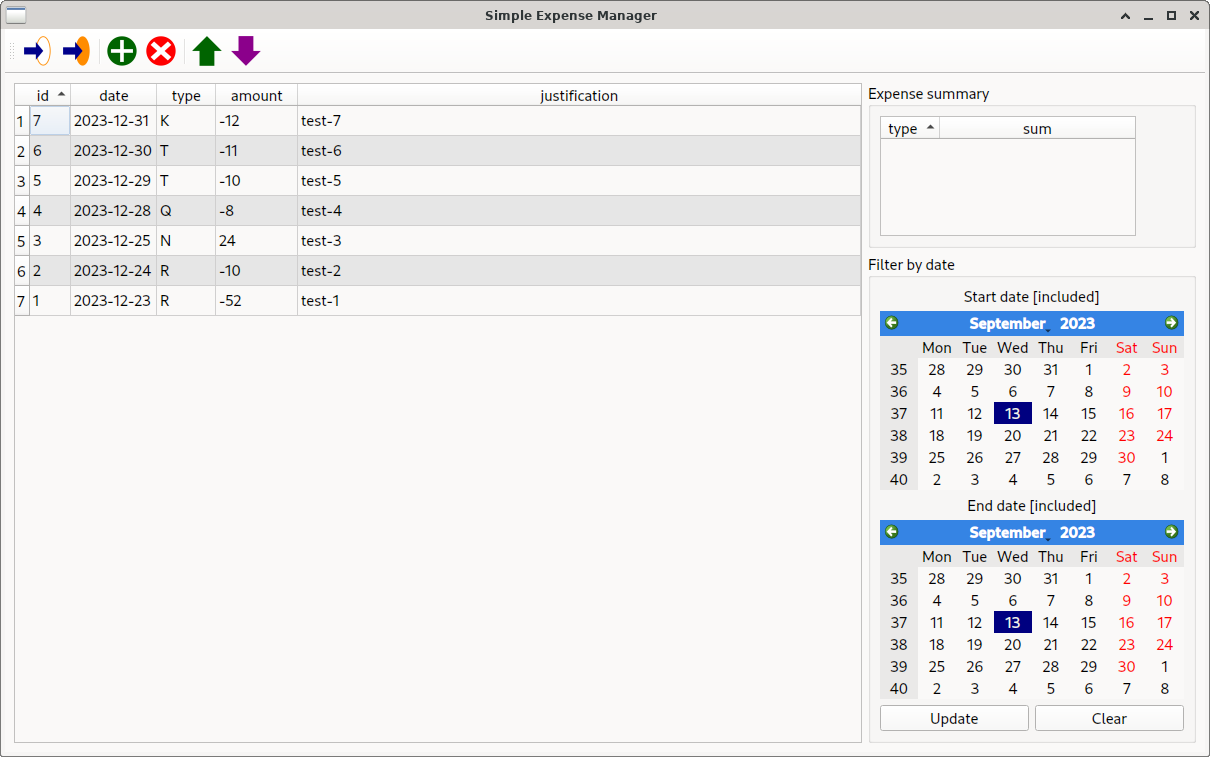 Simple Expense Manager
id date type amount justification
1 7 2023-12-31 K -12 test-7
2 6 2023-12-30 T -11 test-6
3 5 2023-12-29 T -10 test-5
4 4 2023-12-28 Q -8 test-4
5 3 2023-12-25 N 24 test-3
6 2 2023-12-24 R -10 test-2
7 1 2023-12-23 R -52 test-1
Expense summary
type sum
Filter by date
Start date [included]
September 2023
Mon Tue Wed Thu Fri Sat Sun
35 28 29 30 31 1 2 3
36 4 5 6 7 8 9 10
37 11 12 13 14 15 16 17
38 18 19 20 21 22 23 24
39 25 26 27 28 29 30 1
40 2 3 4 5 6 7 8
End date [included]
September 2023
Mon Tue Wed Thu Fri Sat Sun
35 28 29 30 31 1 2 3
36 4 5 6 7 8 9 10
37 11 12 13 14 15 16 17
38 18 19 20 21 22 23 24
39 25 26 27 28 29 30 1
40 2 3 4 5 6 7 8
Update Clear